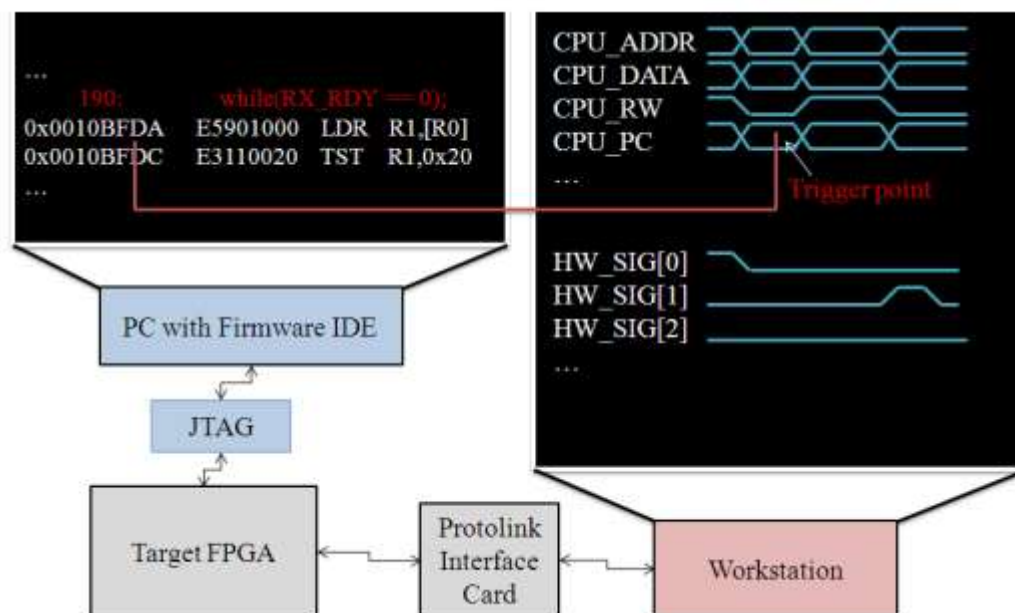 ...
190: while(RX_RDY == 0);
0x0010BFDA E5901000 LDR R1,[R0]
0x0010BFDC E3110020 TST R1,0x20
...
CPU_ADDR
CPU_DATA
CPU_RW
CPU_PC
...
Trigger point
HW_SIG[0]
HW_SIG[1]
HW_SIG[2]
...
PC with Firmware IDE
JTAG
Target FPGA
Protolink
Interface
Card
Workstation